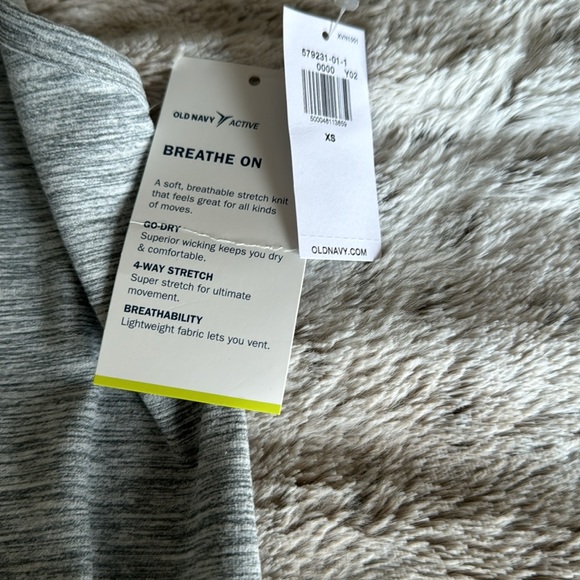 OLD NAVY ACTIVE
BREATHE ON
A soft, breathable stretch knit
that feels great for all kinds
of moves.
GO-DRY
Superior wicking keeps you dry
& comfortable.
4-WAY STRETCH
Super stretch for ultimate
movement.
BREATHABILITY
Lightweight fabric lets you vent.
579231-01-1
0000 Y02
500048113859
XS
OLDNAVY.COM